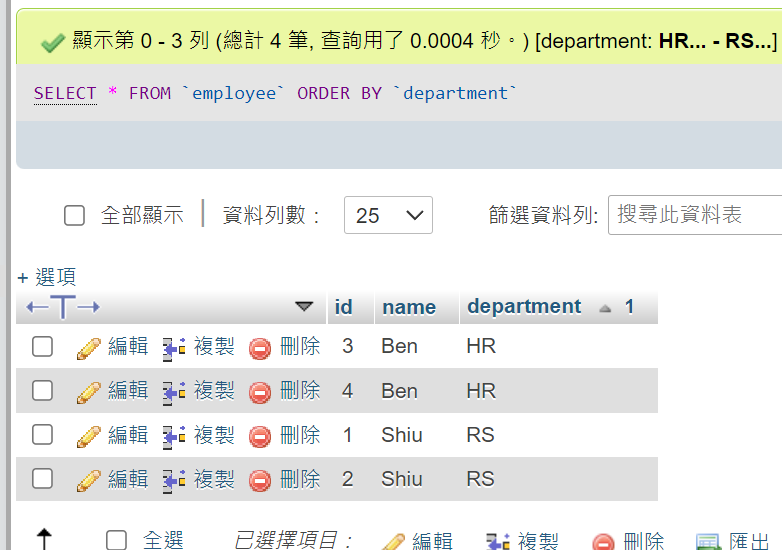 顯示第 0 - 3 列 (總計 4 筆, 查詢用了 0.0004 秒。) [department: HR... - RS...]
SELECT * FROM `employee` ORDER BY `department`
全部顯示 | 資料列數： 25 篩選資料列: 搜尋此資料表
+ 選項
←T→ id name department 1
編輯 複製 刪除 3 Ben HR
編輯 複製 刪除 4 Ben HR
編輯 複製 刪除 1 Shiu RS
編輯 複製 刪除 2 Shiu RS
全選 已選擇項目： 編輯 複製 刪除 匯出